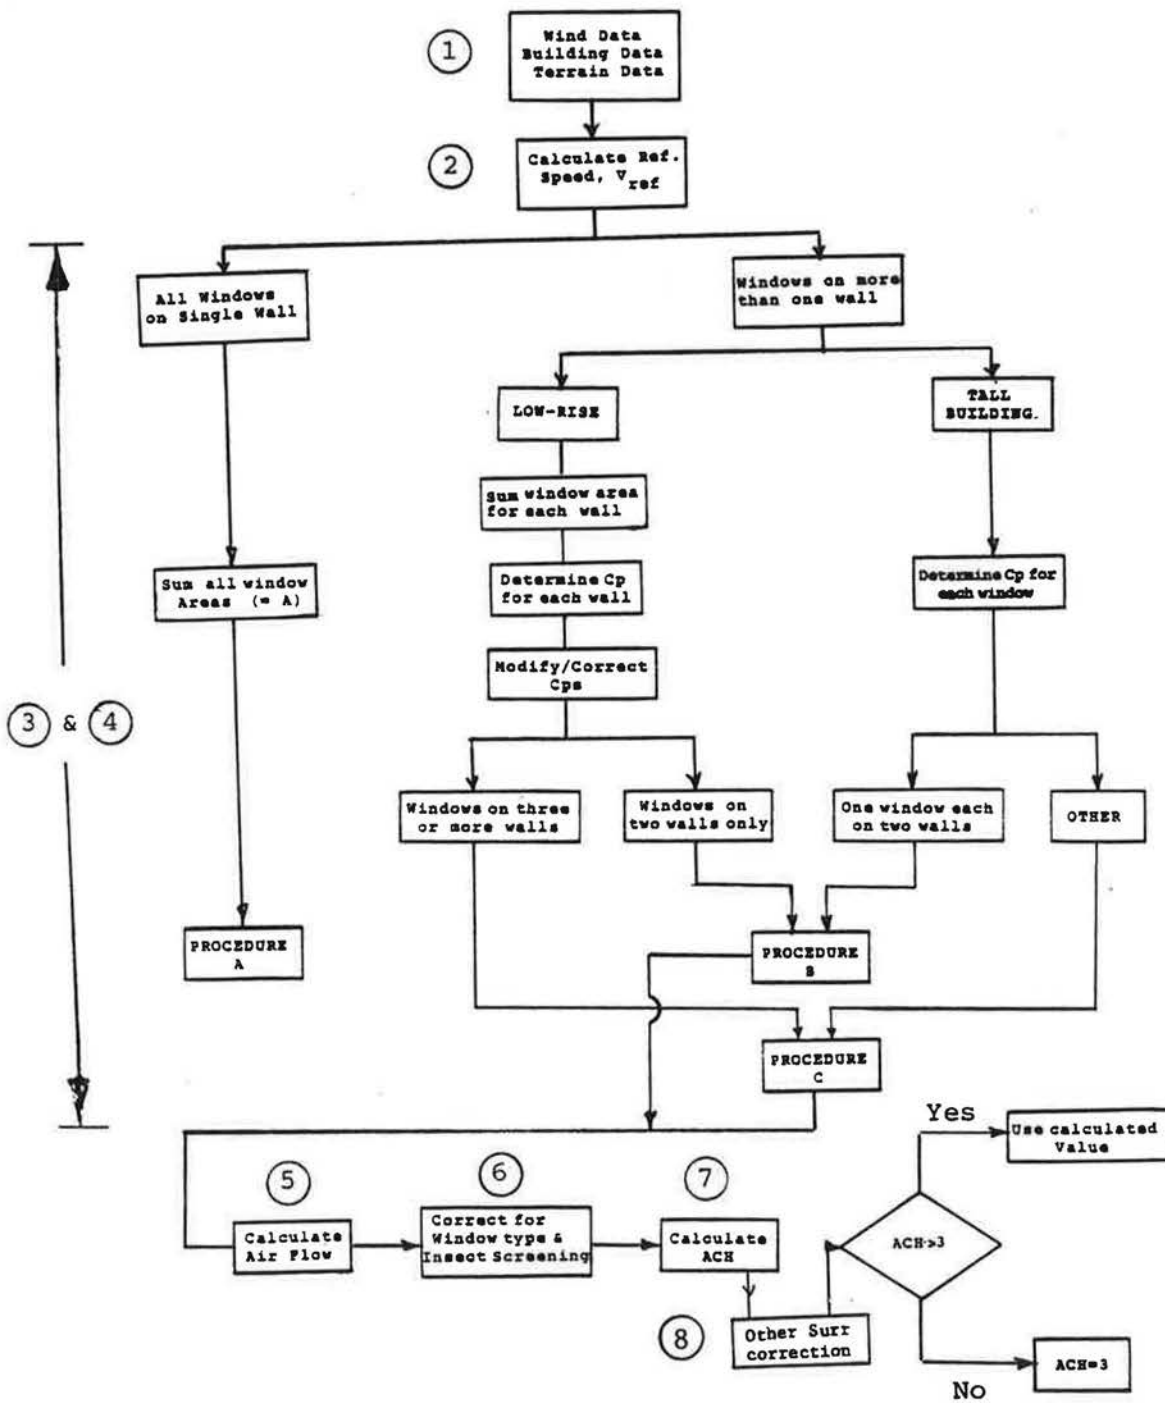 1
Wind Data
Building Data
Terrain Data
2
Calculate Ref.
Speed, Vref
All Windows
on Single Wall
Windows on more
than one wall
LOW-RISE
TALL
BUILDING.
Sum window area
for each wall
Sum all window
Areas (= A)
Determine Cp
for each wall
Determine Cp for
each window
Modify/Correct
Cps
3 & 4
Windows on three
or more walls
Windows on
two walls only
One window each
on two walls
OTHER
PROCEDURE
A
PROCEDURE
B
PROCEDURE
C
Yes
Use calculated
Value
5
6
7
Calculate
Air Flow
Correct for
Window type &
Insect Screening
Calculate
ACH
ACH>3
8
Other Surr
correction
No
ACH=3